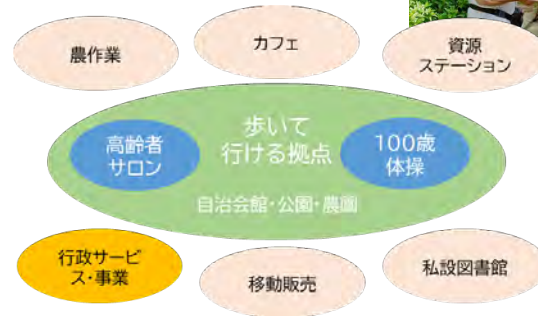 農作業
カフェ
資源
ステーション
高齢者
サロン
歩いて
行ける拠点
100歳
体操
自治会館・公園・農園
行政サービ
ス・事業
移動販売
私設図書館